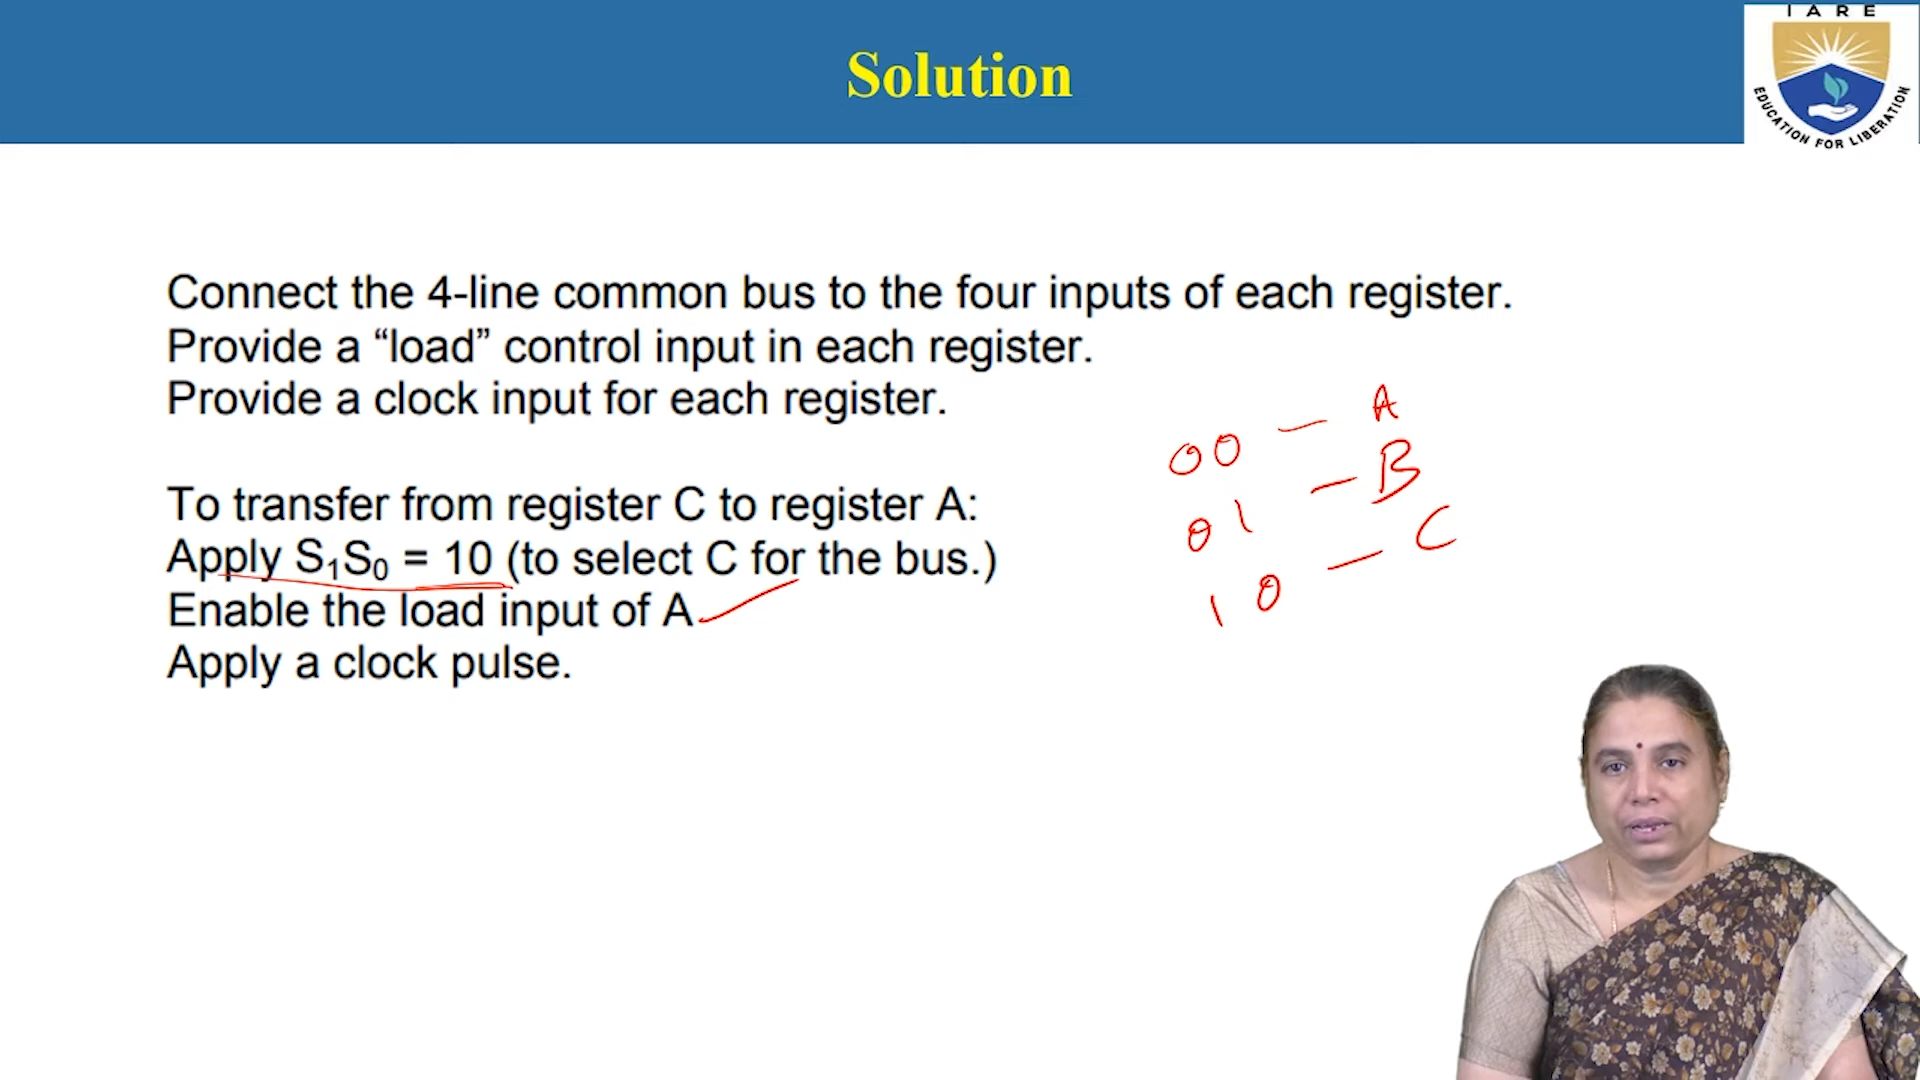 IARE
EDUCATION FOR LIBERATION
Solution
Connect the 4-line common bus to the four inputs of each register.
Provide a “load” control input in each register.
Provide a clock input for each register.
To transfer from register C to register A:
Apply S₁S₀ = 10 (to select C for the bus.)
Enable the load input of A
Apply a clock pulse.
00 — A
01 — B
10 — C